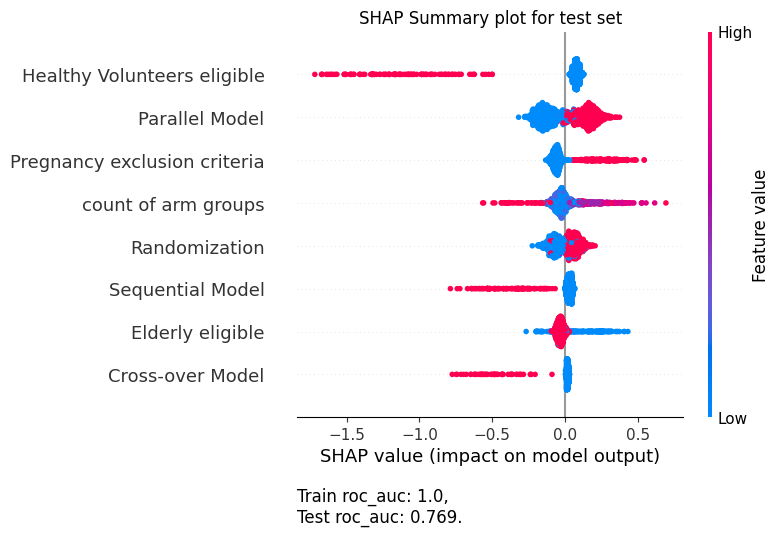 SHAP Summary plot for test set
High
Healthy Volunteers eligible
Parallel Model
Pregnancy exclusion criteria
count of arm groups
Randomization
Sequential Model
Elderly eligible
Cross-over Model
Feature value
Low
−1.5 −1.0 −0.5 0.0 0.5
SHAP value (impact on model output)
Train roc_auc: 1.0,
Test roc_auc: 0.769.